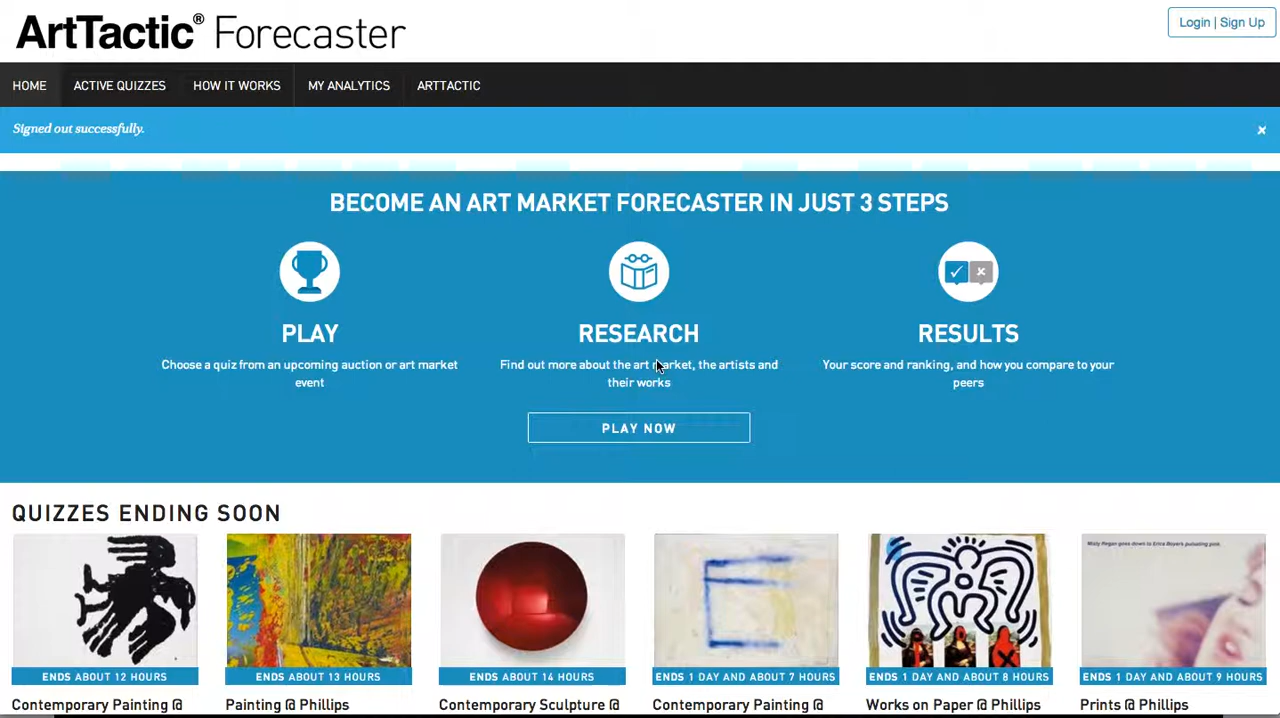 ArtTactic® Forecaster
Login | Sign Up
HOME
ACTIVE QUIZZES
HOW IT WORKS
MY ANALYTICS
ARTTACTIC
Signed out successfully.
x
BECOME AN ART MARKET FORECASTER IN JUST 3 STEPS
PLAY
Choose a quiz from an upcoming auction or art market
event
RESEARCH
Find out more about the art market, the artists and
their works
RESULTS
Your score and ranking, and how you compare to your
peers
PLAY NOW
QUIZZES ENDING SOON
ENDS ABOUT 12 HOURS
Contemporary Painting @
ENDS ABOUT 13 HOURS
Painting @ Phillips
ENDS ABOUT 14 HOURS
Contemporary Sculpture @
ENDS 1 DAY AND ABOUT 7 HOURS
Contemporary Painting @
ENDS 1 DAY AND ABOUT 8 HOURS
Works on Paper @ Phillips
ENDS 1 DAY AND ABOUT 9 HOURS
Prints @ Phillips